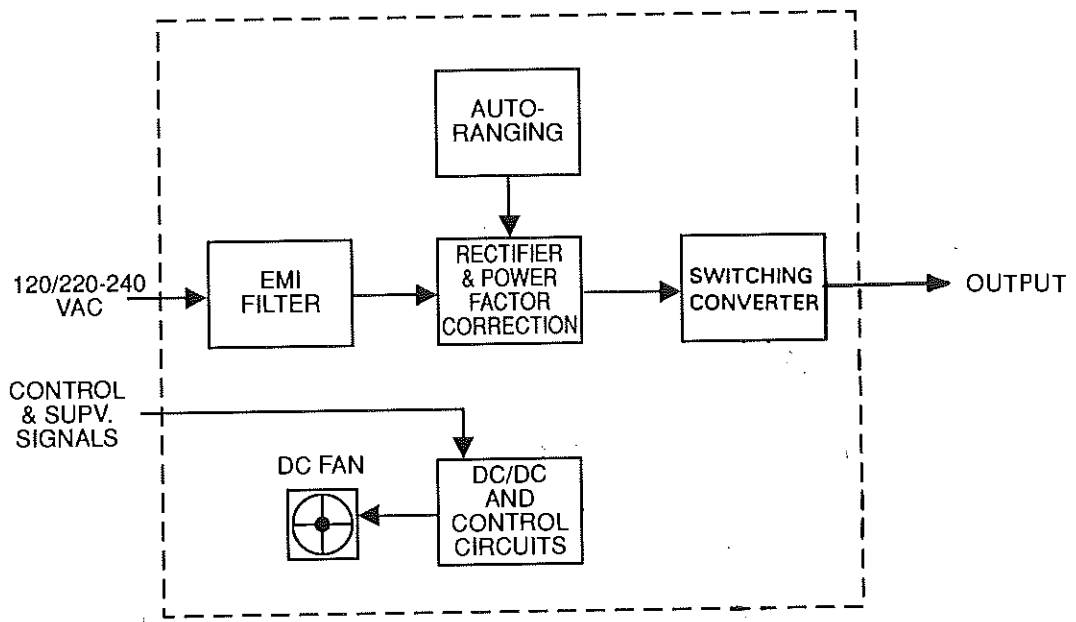 AUTO-
RANGING
120/220-240
VAC
EMI
FILTER
RECTIFIER
& POWER
FACTOR
CORRECTION
SWITCHING
CONVERTER
OUTPUT
CONTROL
& SUPV.
SIGNALS
DC FAN
DC/DC
AND
CONTROL
CIRCUITS